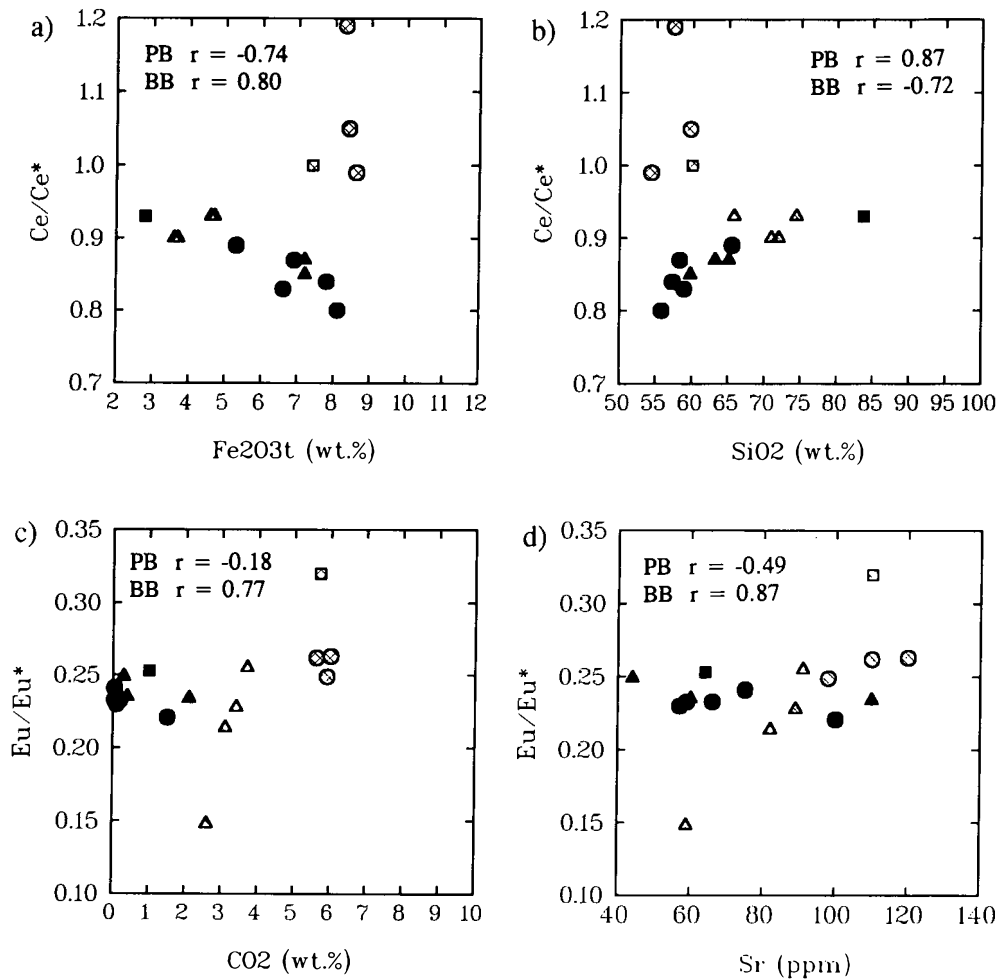 a)
PB r = -0.74
BB r = 0.80
Ce/Ce*
1.2
1.1
1.0
0.9
0.8
0.7
2 3 4 5 6 7 8 9 10 11 12
Fe2O3t (wt.%)
b)
PB r = 0.87
BB r = -0.72
Ce/Ce*
1.2
1.1
1.0
0.9
0.8
0.7
50 55 60 65 70 75 80 85 90 95 100
SiO2 (wt.%)
c)
PB r = -0.18
BB r = 0.77
Eu/Eu*
0.35
0.30
0.25
0.20
0.15
0.10
0 1 2 3 4 5 6 7 8 9 10
CO2 (wt.%)
d)
PB r = -0.49
BB r = 0.87
Eu/Eu*
0.35
0.30
0.25
0.20
0.15
0.10
40 60 80 100 120 140
Sr (ppm)